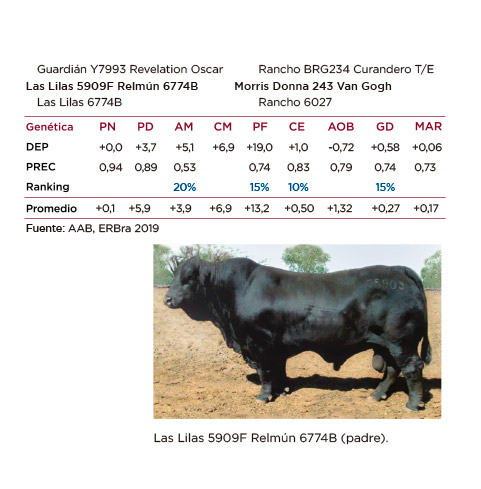 Guardián Y7993 Revelation Oscar Rancho BRG234 Curandero T/E
Las Lilas 5909F Relmún 6774B Morris Donna 243 Van Gogh
Las Lilas 6774B Rancho 6027
Genética PN PD AM CM PF CE AOB GD MAR
DEP +0,0 +3,7 +5,1 +6,9 +19,0 +1,0 -0,72 +0,58 +0,06
PREC 0,94 0,89 0,53 0,74 0,83 0,79 0,74 0,73
Ranking 20% 15% 10% 15%
Promedio +0,1 +5,9 +3,9 +6,9 +13,2 +0,50 +1,32 +0,27 +0,17
Fuente: AAB, ERBra 2019
Las Lilas 5909F Relmún 6774B (padre).